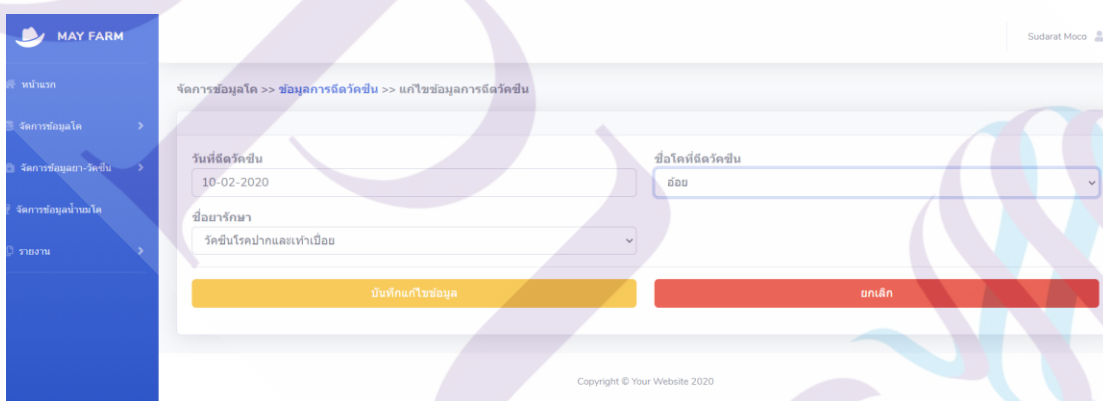 MAY FARM
Sudarat Moco
หน้าแรก
จัดการข้อมูลโค
จัดการข้อมูลยา-วัคซีน
จัดการข้อมูลน้ำนมโค
รายงาน
จัดการข้อมูลโค >> ข้อมูลการฉีดวัคซีน >> แก้ไขข้อมูลการฉีดวัคซีน
วันที่ฉีดวัคซีน
10-02-2020
ชื่อโคที่ฉีดวัคซีน
อ๋อย
ชื่อยารักษา
วัคซีนโรคปากและเท้าเปื่อย
บันทึกแก้ไขข้อมูล
ยกเลิก
Copyright © Your Website 2020